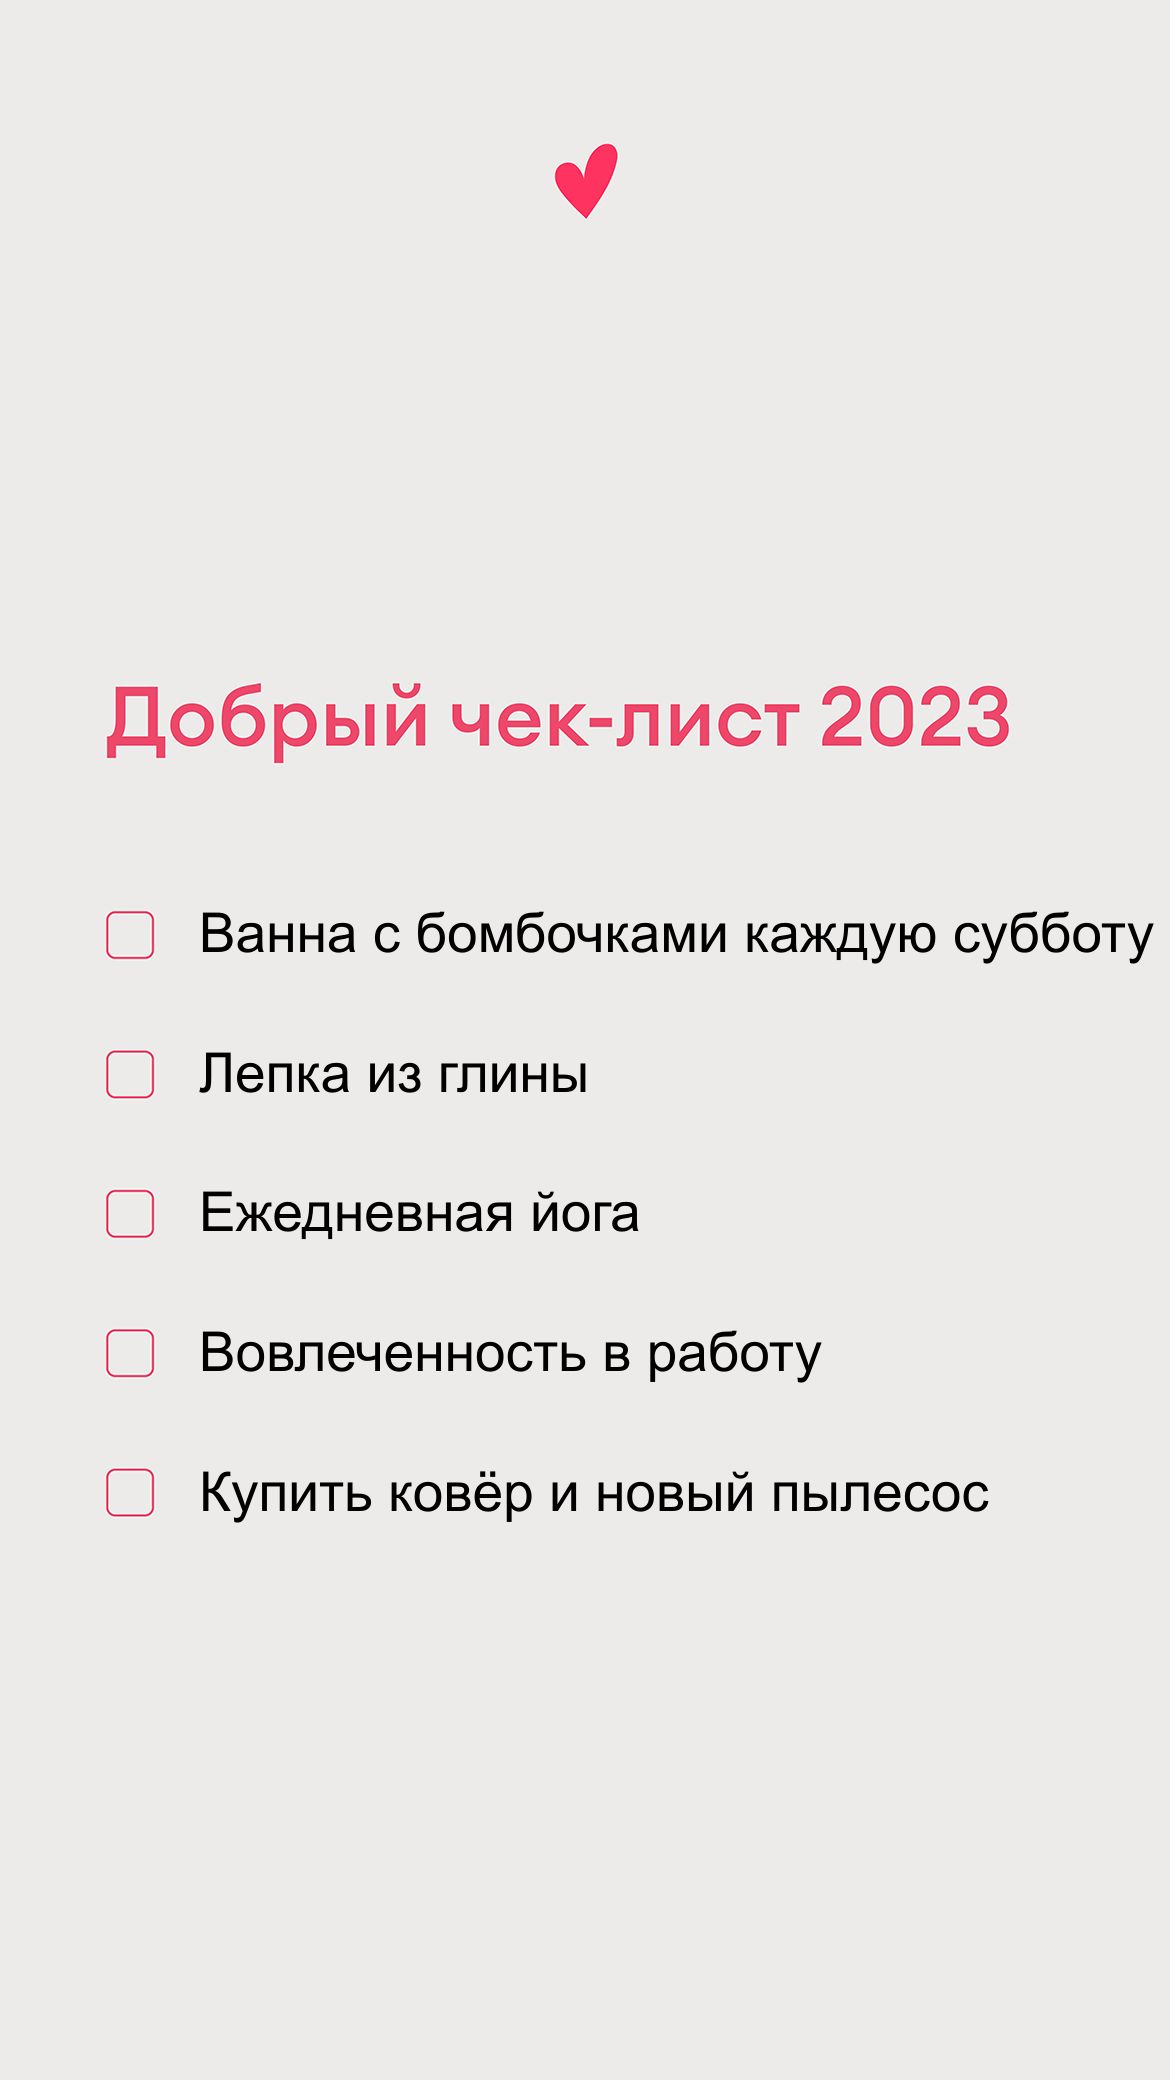 Добрый чек-лист 2023
Ванна с бомбочками каждую субботу
Лепка из глины
Ежедневная йога
Вовлеченность в работу
Купить ковёр и новый пылесос